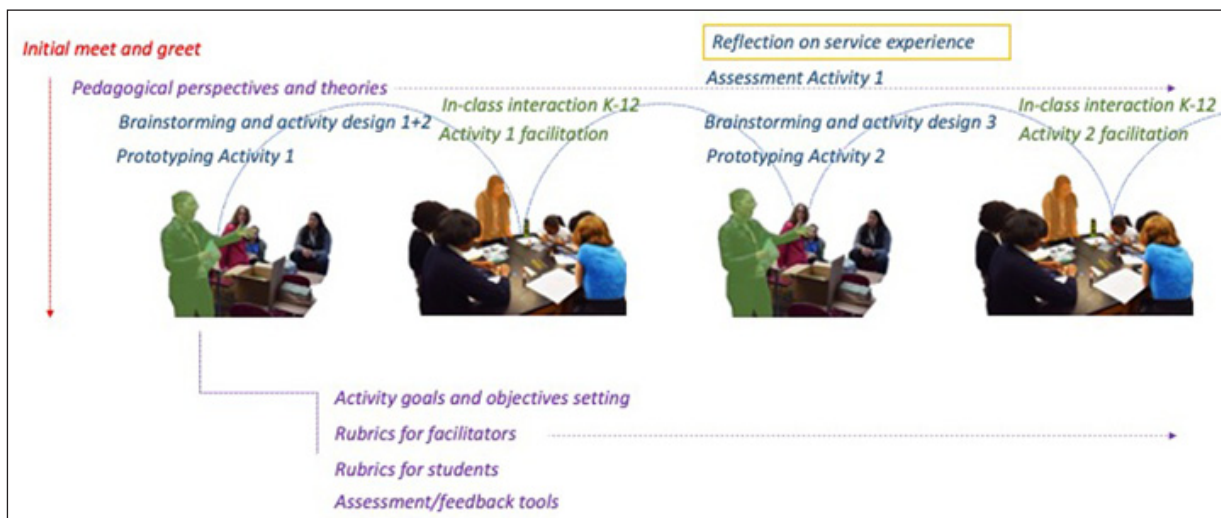 Initial meet and greet
Reflection on service experience
Pedagogical perspectives and theories
Assessment Activity 1
Brainstorming and activity design 1+2
Prototyping Activity 1
In-class interaction K-12
Activity 1 facilitation
Brainstorming and activity design 3
Prototyping Activity 2
In-class interaction K-12
Activity 2 facilitation
Activity goals and objectives setting
Rubrics for facilitators
Rubrics for students
Assessment/feedback tools